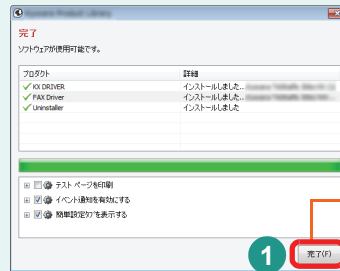 完了
ソフトウェアが使用可能です。
プロダクト 詳細
KX DRIVER インストールしました...
FAX Driver インストールしました...
Uninstaller インストールしました
テスト ページを印刷
イベント通知を有効にする
簡単設定ﾀﾌﾞを表示する
1 完了(F)